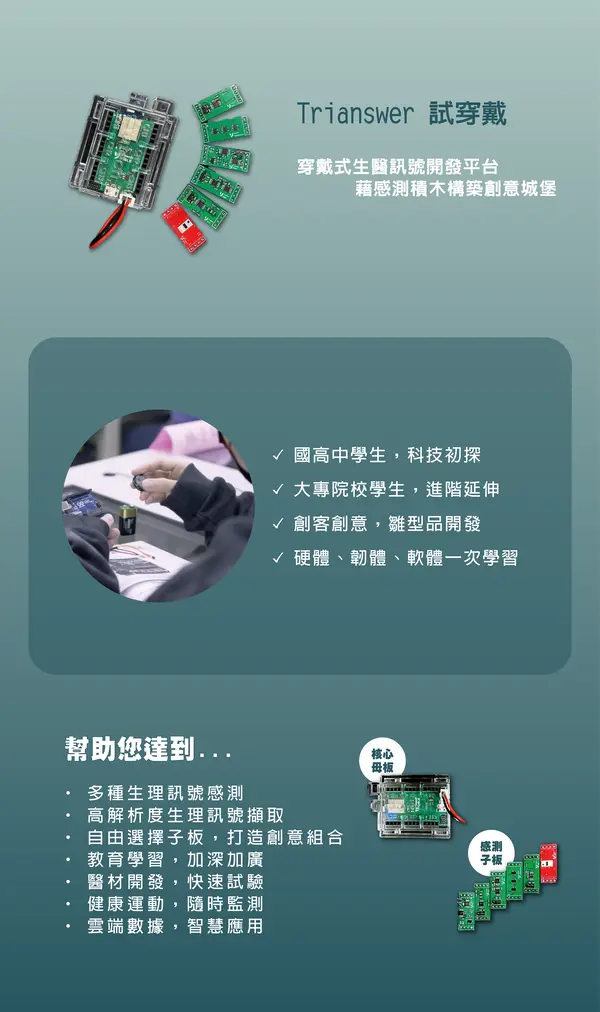 Trianswer 試穿戴
穿戴式生醫訊號開發平台
藉感測積木構築創意城堡
✓ 國高中學生，科技初探
✓ 大專院校學生，進階延伸
✓ 創客創意，雛型品開發
✓ 硬體、韌體、軟體一次學習
幫助您達到...
• 多種生理訊號感測
• 高解析度生理訊號擷取
• 自由選擇子板，打造創意組合
• 教育學習，加深加廣
• 醫材開發，快速試驗
• 健康運動，隨時監測
• 雲端數據，智慧應用
核心
母板
感測
子板